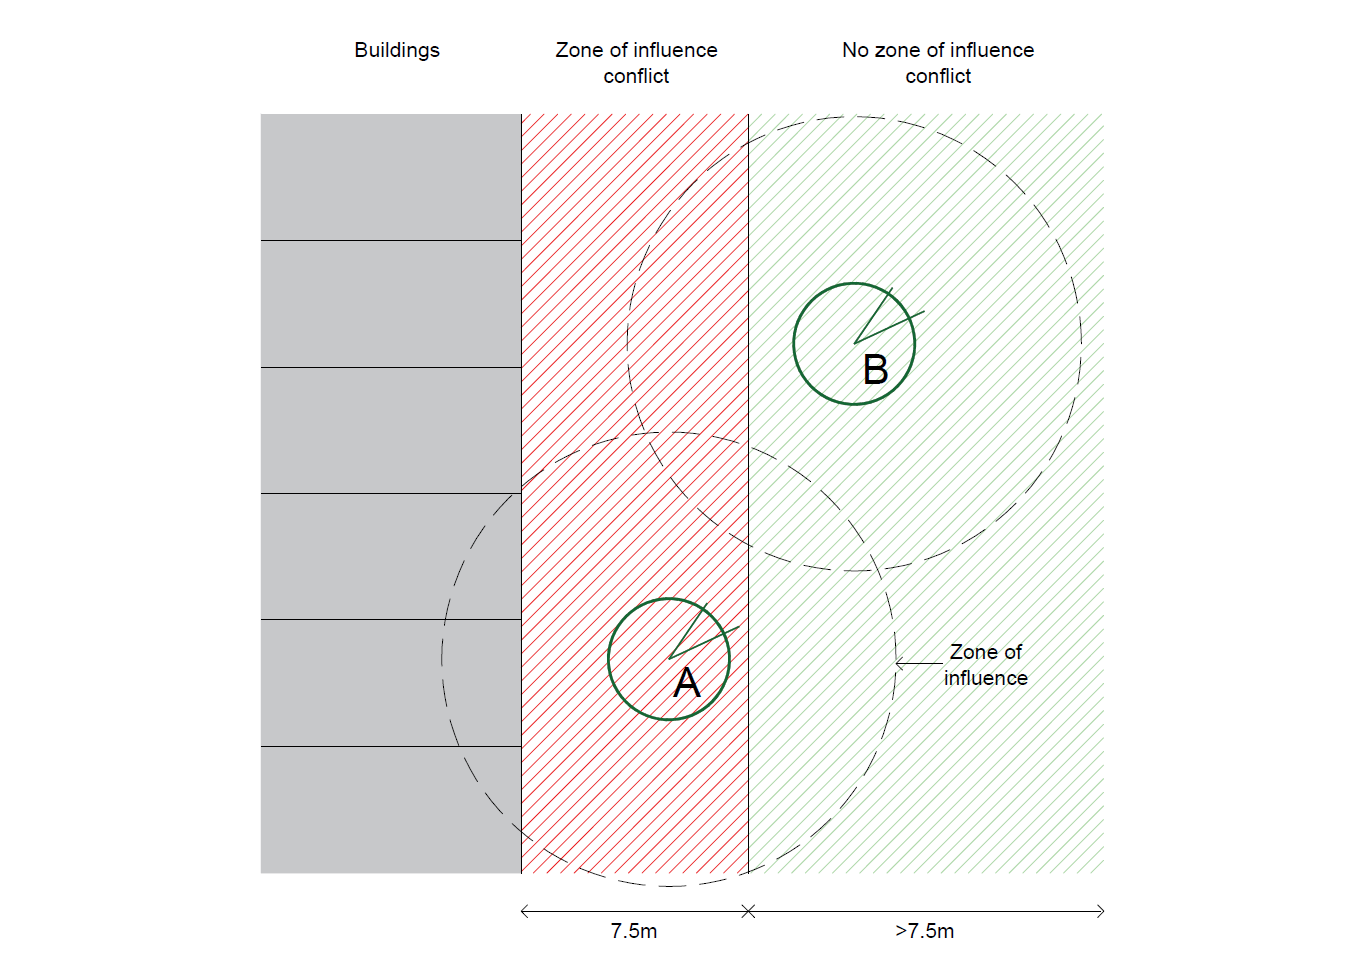 Buildings
Zone of influence
conflict
No zone of influence
conflict
B
A
Zone of
influence
7.5m
>7.5m